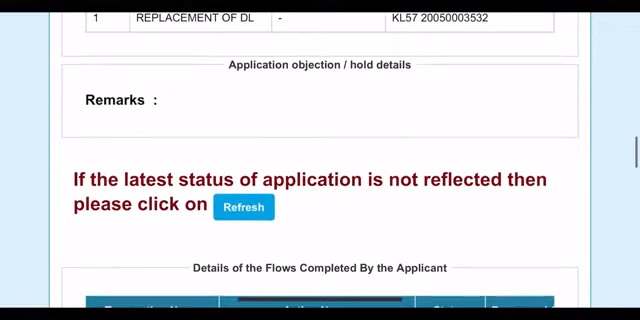 1 REPLACEMENT OF DL - KL57 20050003532
Application objection / hold details
Remarks :
If the latest status of application is not reflected then
please click on Refresh
Details of the Flows Completed By the Applicant